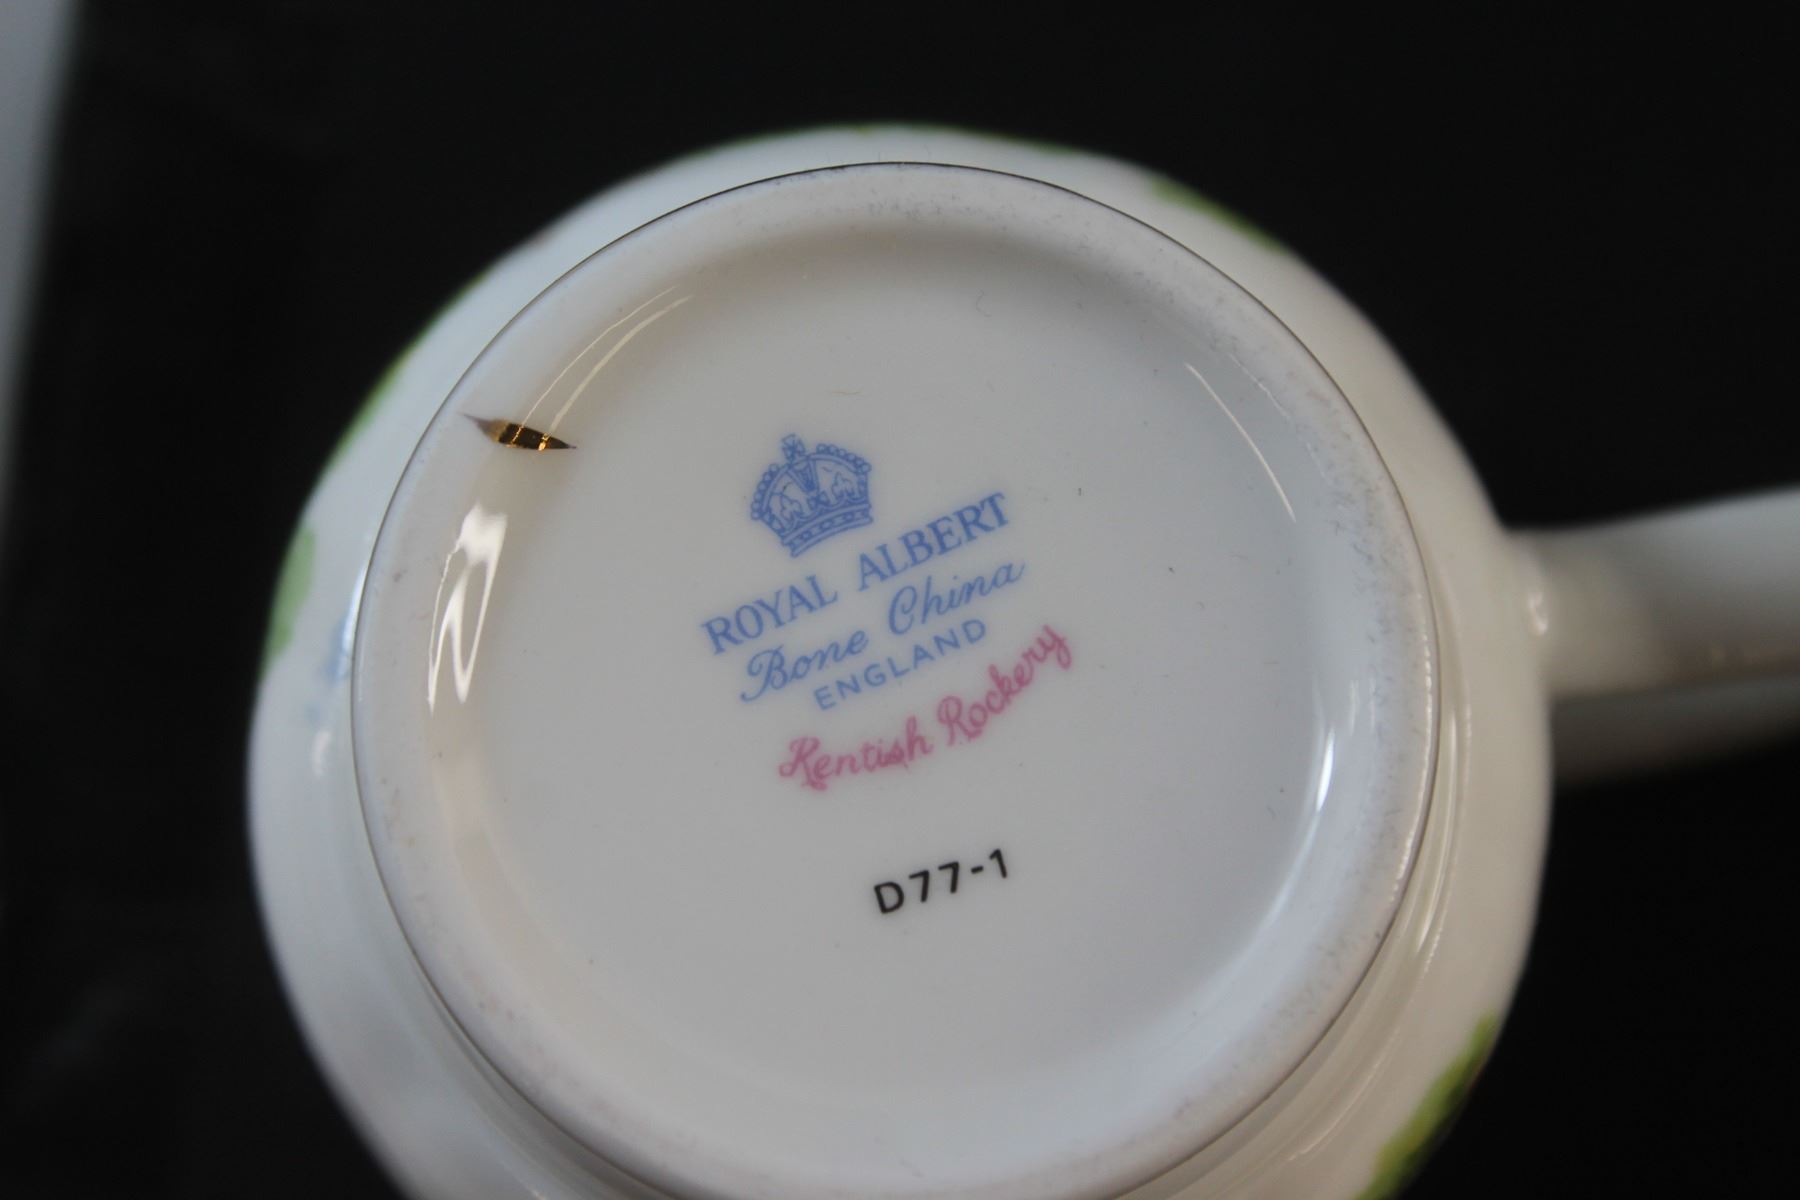 ROYAL ALBERT
Bone China
ENGLAND
Kentish Rockery
D77-1